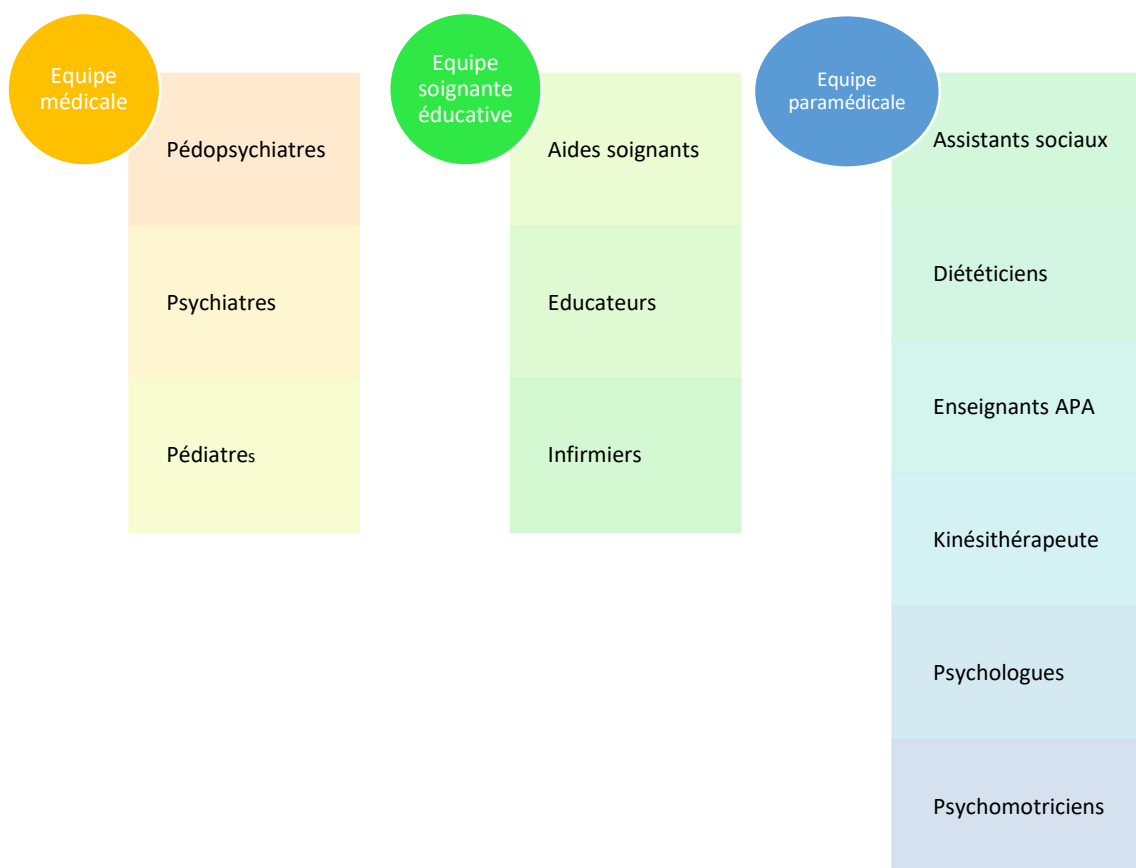 Equipe
médicale
Pédopsychiatres
Psychiatres
Pédiatres
Equipe
soignante
éducative
Aides soignants
Educateurs
Infirmiers
Equipe
paramédicale
Assistants sociaux
Diététiciens
Enseignants APA
Kinésithérapeute
Psychologues
Psychomotriciens